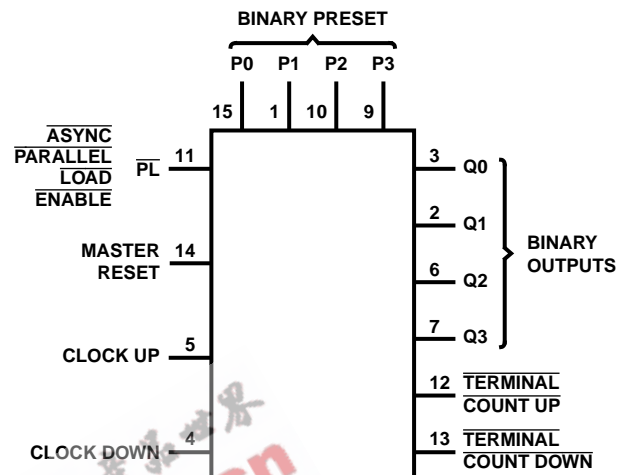 BINARY PRESET
P0 P1 P2 P3
15 1 10 9
ASYNC
PARALLEL
LOAD
ENABLE
PL 11
3 Q0
2 Q1
BINARY
OUTPUTS
MASTER
RESET
14
6 Q2
7 Q3
CLOCK UP 5
12 TERMINAL
COUNT UP
CLOCK DOWN 4
13 TERMINAL
COUNT DOWN